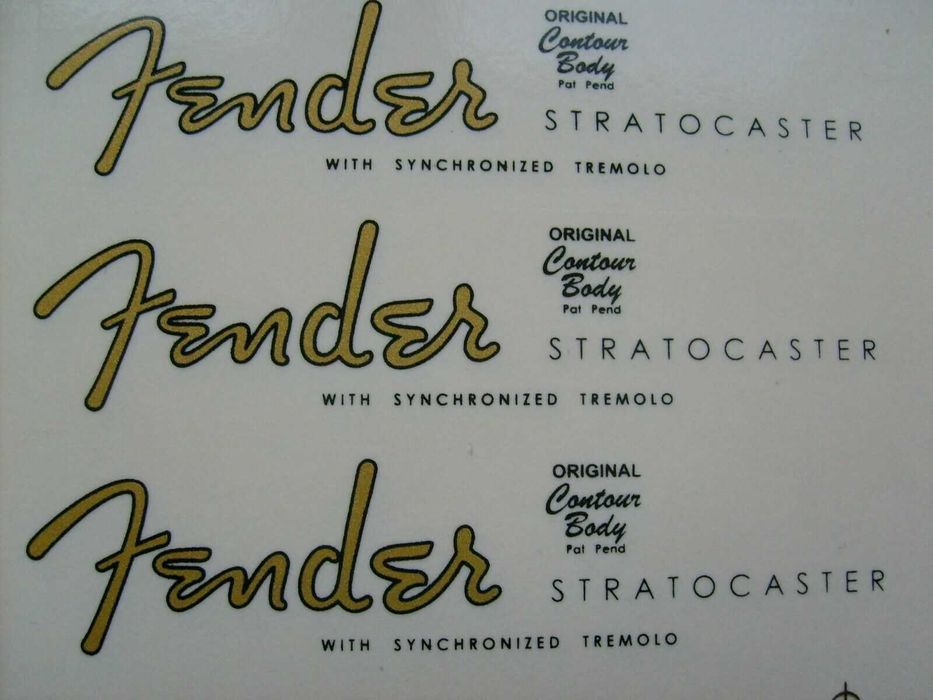 Fender
ORIGINAL
Contour
Body
Pat Pend
STRATOCASTER
WITH SYNCHRONIZED TREMOLO
Fender
ORIGINAL
Contour
Body
Pat Pend
STRATOCASTER
WITH SYNCHRONIZED TREMOLO
Fender
ORIGINAL
Contour
Body
Pat Pend
STRATOCASTER
WITH SYNCHRONIZED TREMOLO